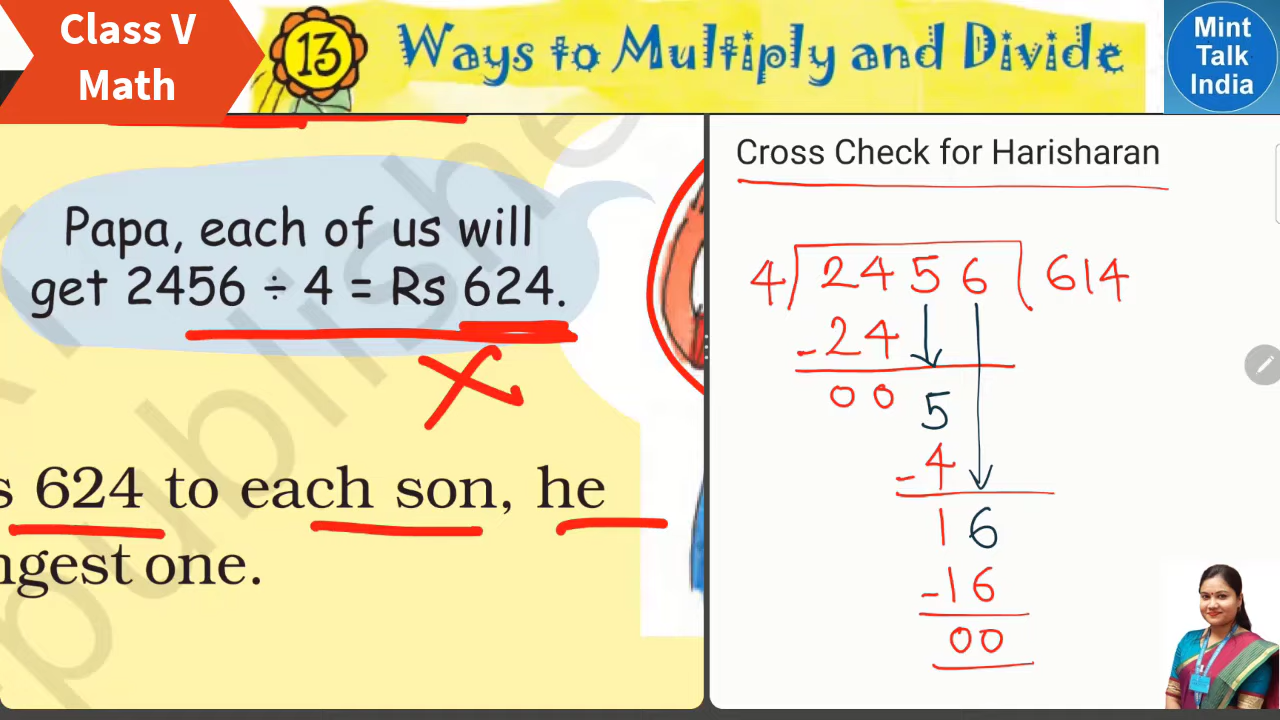 Class V
Math
13
Ways to Multiply and Divide
Mint
Talk
India
Papa, each of us will
get 2456 ÷ 4 = Rs 624.
s 624 to each son, he
ngest one.
publishe
Cross Check for Harisharan
4 2456 614
-24
005
-4
16
-16
00